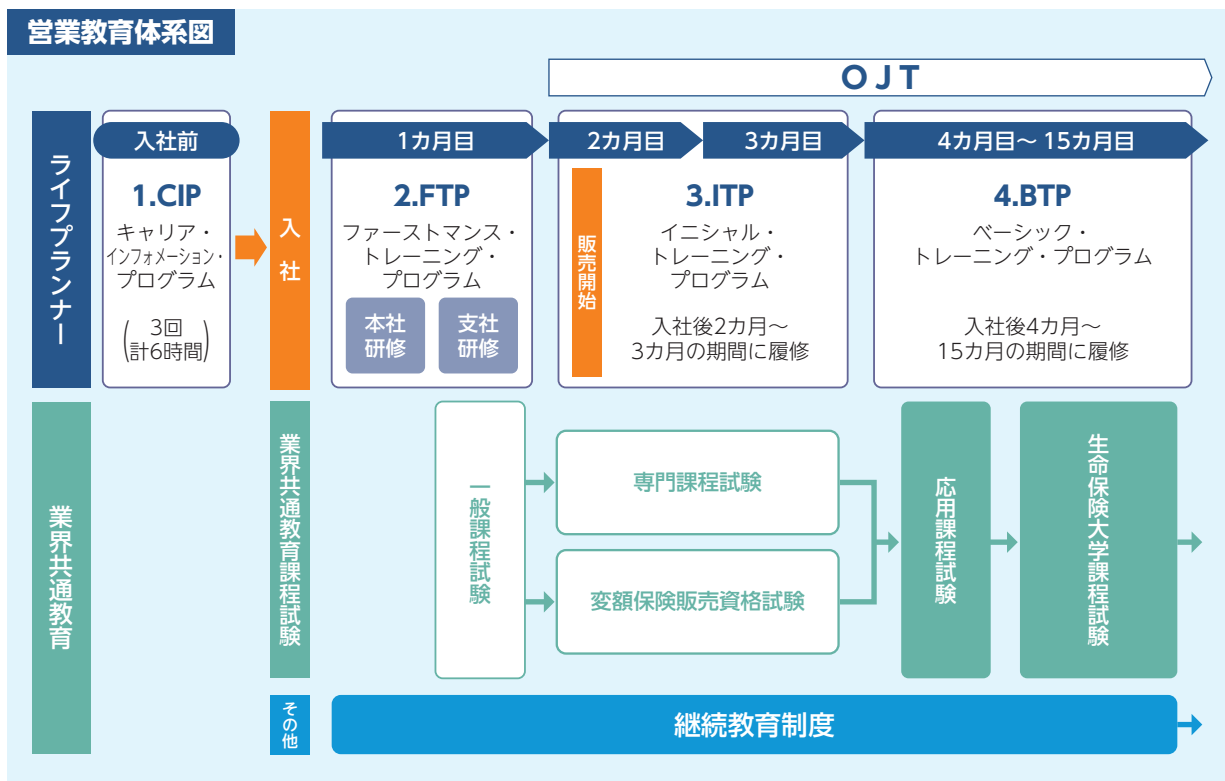 営業教育体系図
OJT
ライフプランナー
入社前
1.CIP
キャリア・
インフォメーション・
プログラム
3回
(計6時間)
入社
1カ月目
2.FTP
ファーストマンス・
トレーニング・
プログラム
本社
研修
支社
研修
2カ月目
3カ月目
販売開始
3.ITP
イニシャル・
トレーニング・
プログラム
入社後2カ月～
3カ月の期間に履修
4カ月目～15カ月目
4.BTP
ベーシック・
トレーニング・プログラム
入社後4カ月～
15カ月の期間に履修
業界共通教育
業界共通教育課程試験
一般課程試験
専門課程試験
変額保険販売資格試験
応用課程試験
生命保険大学課程試験
その他
継続教育制度